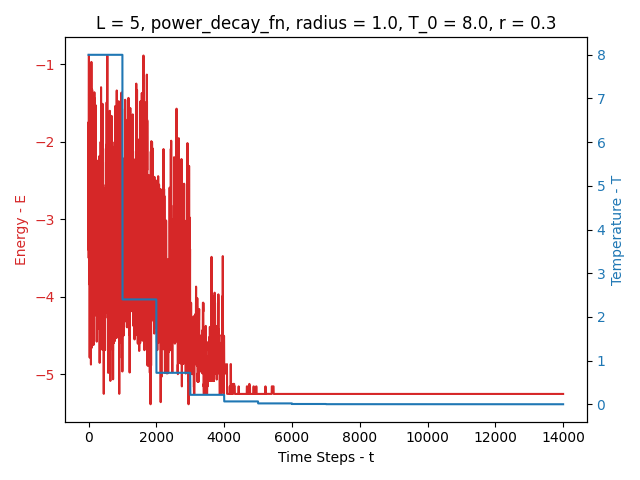 L = 5, power_decay_fn, radius = 1.0, T_0 = 8.0, r = 0.3
Energy - E
−1
−2
−3
−4
−5
Temperature - T
8
7
6
5
4
3
2
1
0
0 2000 4000 6000 8000 10000 12000 14000
Time Steps - t